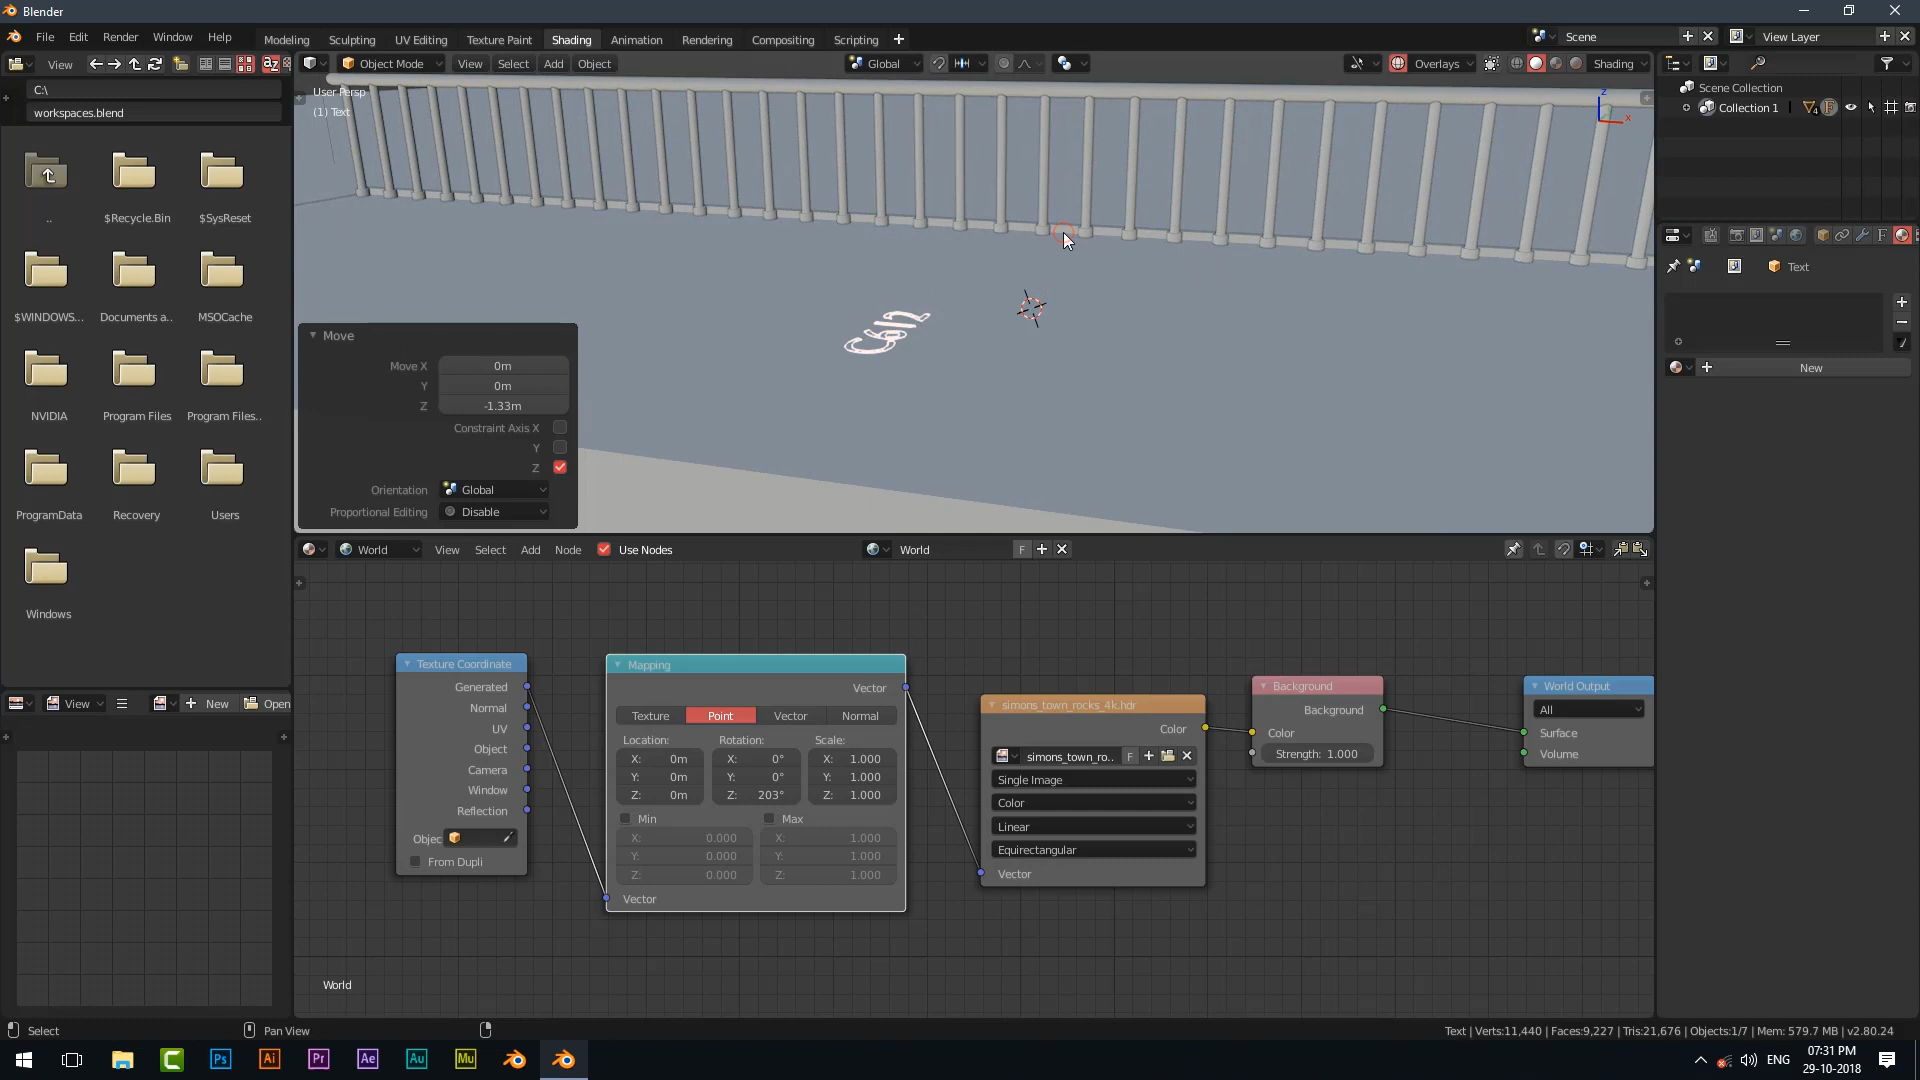 Blender
File Edit Render Window Help
Modeling Sculpting UV Editing Texture Paint Shading Animation Rendering Compositing Scripting
Scene View Layer
View
Object Mode View Select Add Object Global Overlays Shading
C:\
workspaces.blend
User Persp
(1) Text
Scene Collection
Collection 1
..
$Recycle.Bin
$SysReset
$WINDOWS...
Documents a..
MSOCache
NVIDIA
Program Files
Program Files..
ProgramData
Recovery
Users
Windows
Text
New
Move
Move X 0m
Y 0m
Z -1.33m
Constraint Axis X
Y
Z
Orientation Global
Proportional Editing Disable
World View Select Add Node Use Nodes World F
View New Open
Texture Coordinate
Generated
Normal
UV
Object
Camera
Window
Reflection
Objec
From Dupli
Mapping
Vector
Texture Point Vector Normal
Location: Rotation: Scale:
X: 0m X: 0° X: 1.000
Y: 0m Y: 0° Y: 1.000
Z: 0m Z: 203° Z: 1.000
Min Max
X: 0.000 X: 1.000
Y: 0.000 Y: 1.000
Z: 0.000 Z: 1.000
Vector
simons_town_rocks_4k.hdr
Color
simons_town_ro.. F
Single Image
Color
Linear
Equirectangular
Vector
Background
Background
Color
Strength: 1.000
World Output
All
Surface
Volume
World
Select Pan View
Text | Verts:11,440 | Faces:9,227 | Tris:21,676 | Objects:1/7 | Mem: 579.7 MB | v2.80.24
Ps Ai Pr Ae Au Mu
ENG
07:31 PM
29-10-2018